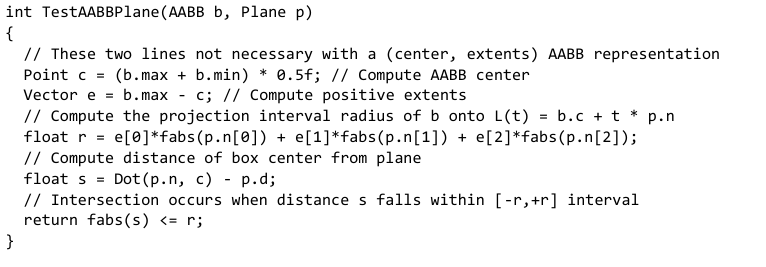 int TestAABBPlane(AABB b, Plane p)
{
  // These two lines not necessary with a (center, extents) AABB representation
  Point c = (b.max + b.min) * 0.5f; // Compute AABB center
  Vector e = b.max - c; // Compute positive extents
  // Compute the projection interval radius of b onto L(t) = b.c + t * p.n
  float r = e[0]*fabs(p.n[0]) + e[1]*fabs(p.n[1]) + e[2]*fabs(p.n[2]);
  // Compute distance of box center from plane
  float s = Dot(p.n, c) - p.d;
  // Intersection occurs when distance s falls within [-r,+r] interval
  return fabs(s) <= r;
}